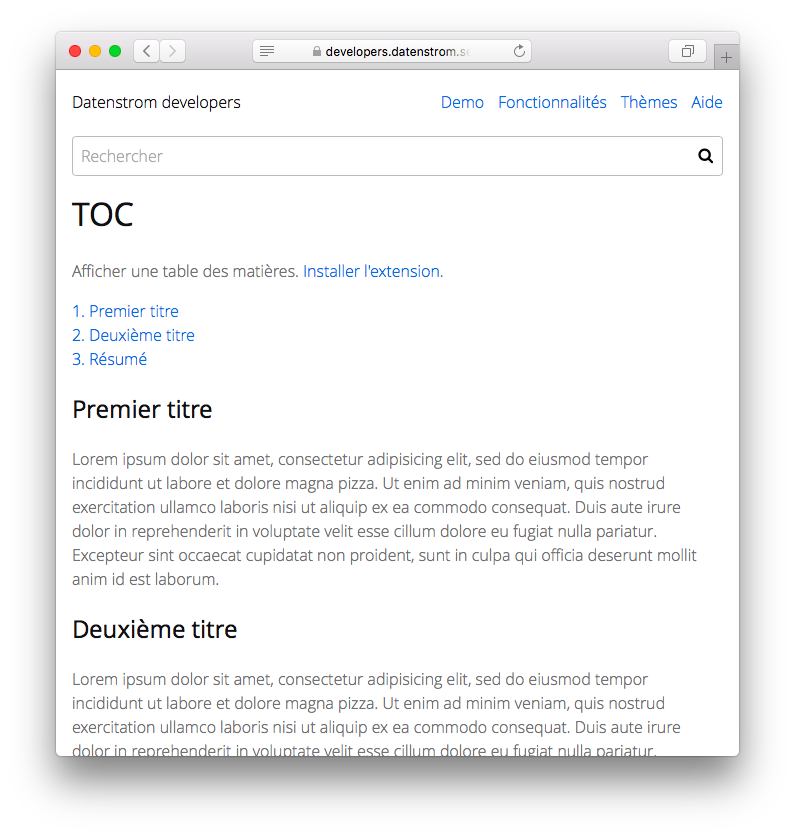 developers.datenstrom.s
Datenstrom developers
Demo Fonctionnalités Thèmes Aide
Rechercher
TOC
Afficher une table des matières. Installer l'extension.
1. Premier titre
2. Deuxième titre
3. Résumé
Premier titre
Lorem ipsum dolor sit amet, consectetur adipisicing elit, sed do eiusmod tempor
incididunt ut labore et dolore magna pizza. Ut enim ad minim veniam, quis nostrud
exercitation ullamco laboris nisi ut aliquip ex ea commodo consequat. Duis aute irure
dolor in reprehenderit in voluptate velit esse cillum dolore eu fugiat nulla pariatur.
Excepteur sint occaecat cupidatat non proident, sunt in culpa qui officia deserunt mollit
anim id est laborum.
Deuxième titre
Lorem ipsum dolor sit amet, consectetur adipisicing elit, sed do eiusmod tempor
incididunt ut labore et dolore magna pizza. Ut enim ad minim veniam, quis nostrud
exercitation ullamco laboris nisi ut aliquip ex ea commodo consequat. Duis aute irure
dolor in reprehenderit in voluptate velit esse cillum dolore eu fugiat nulla pariatur.